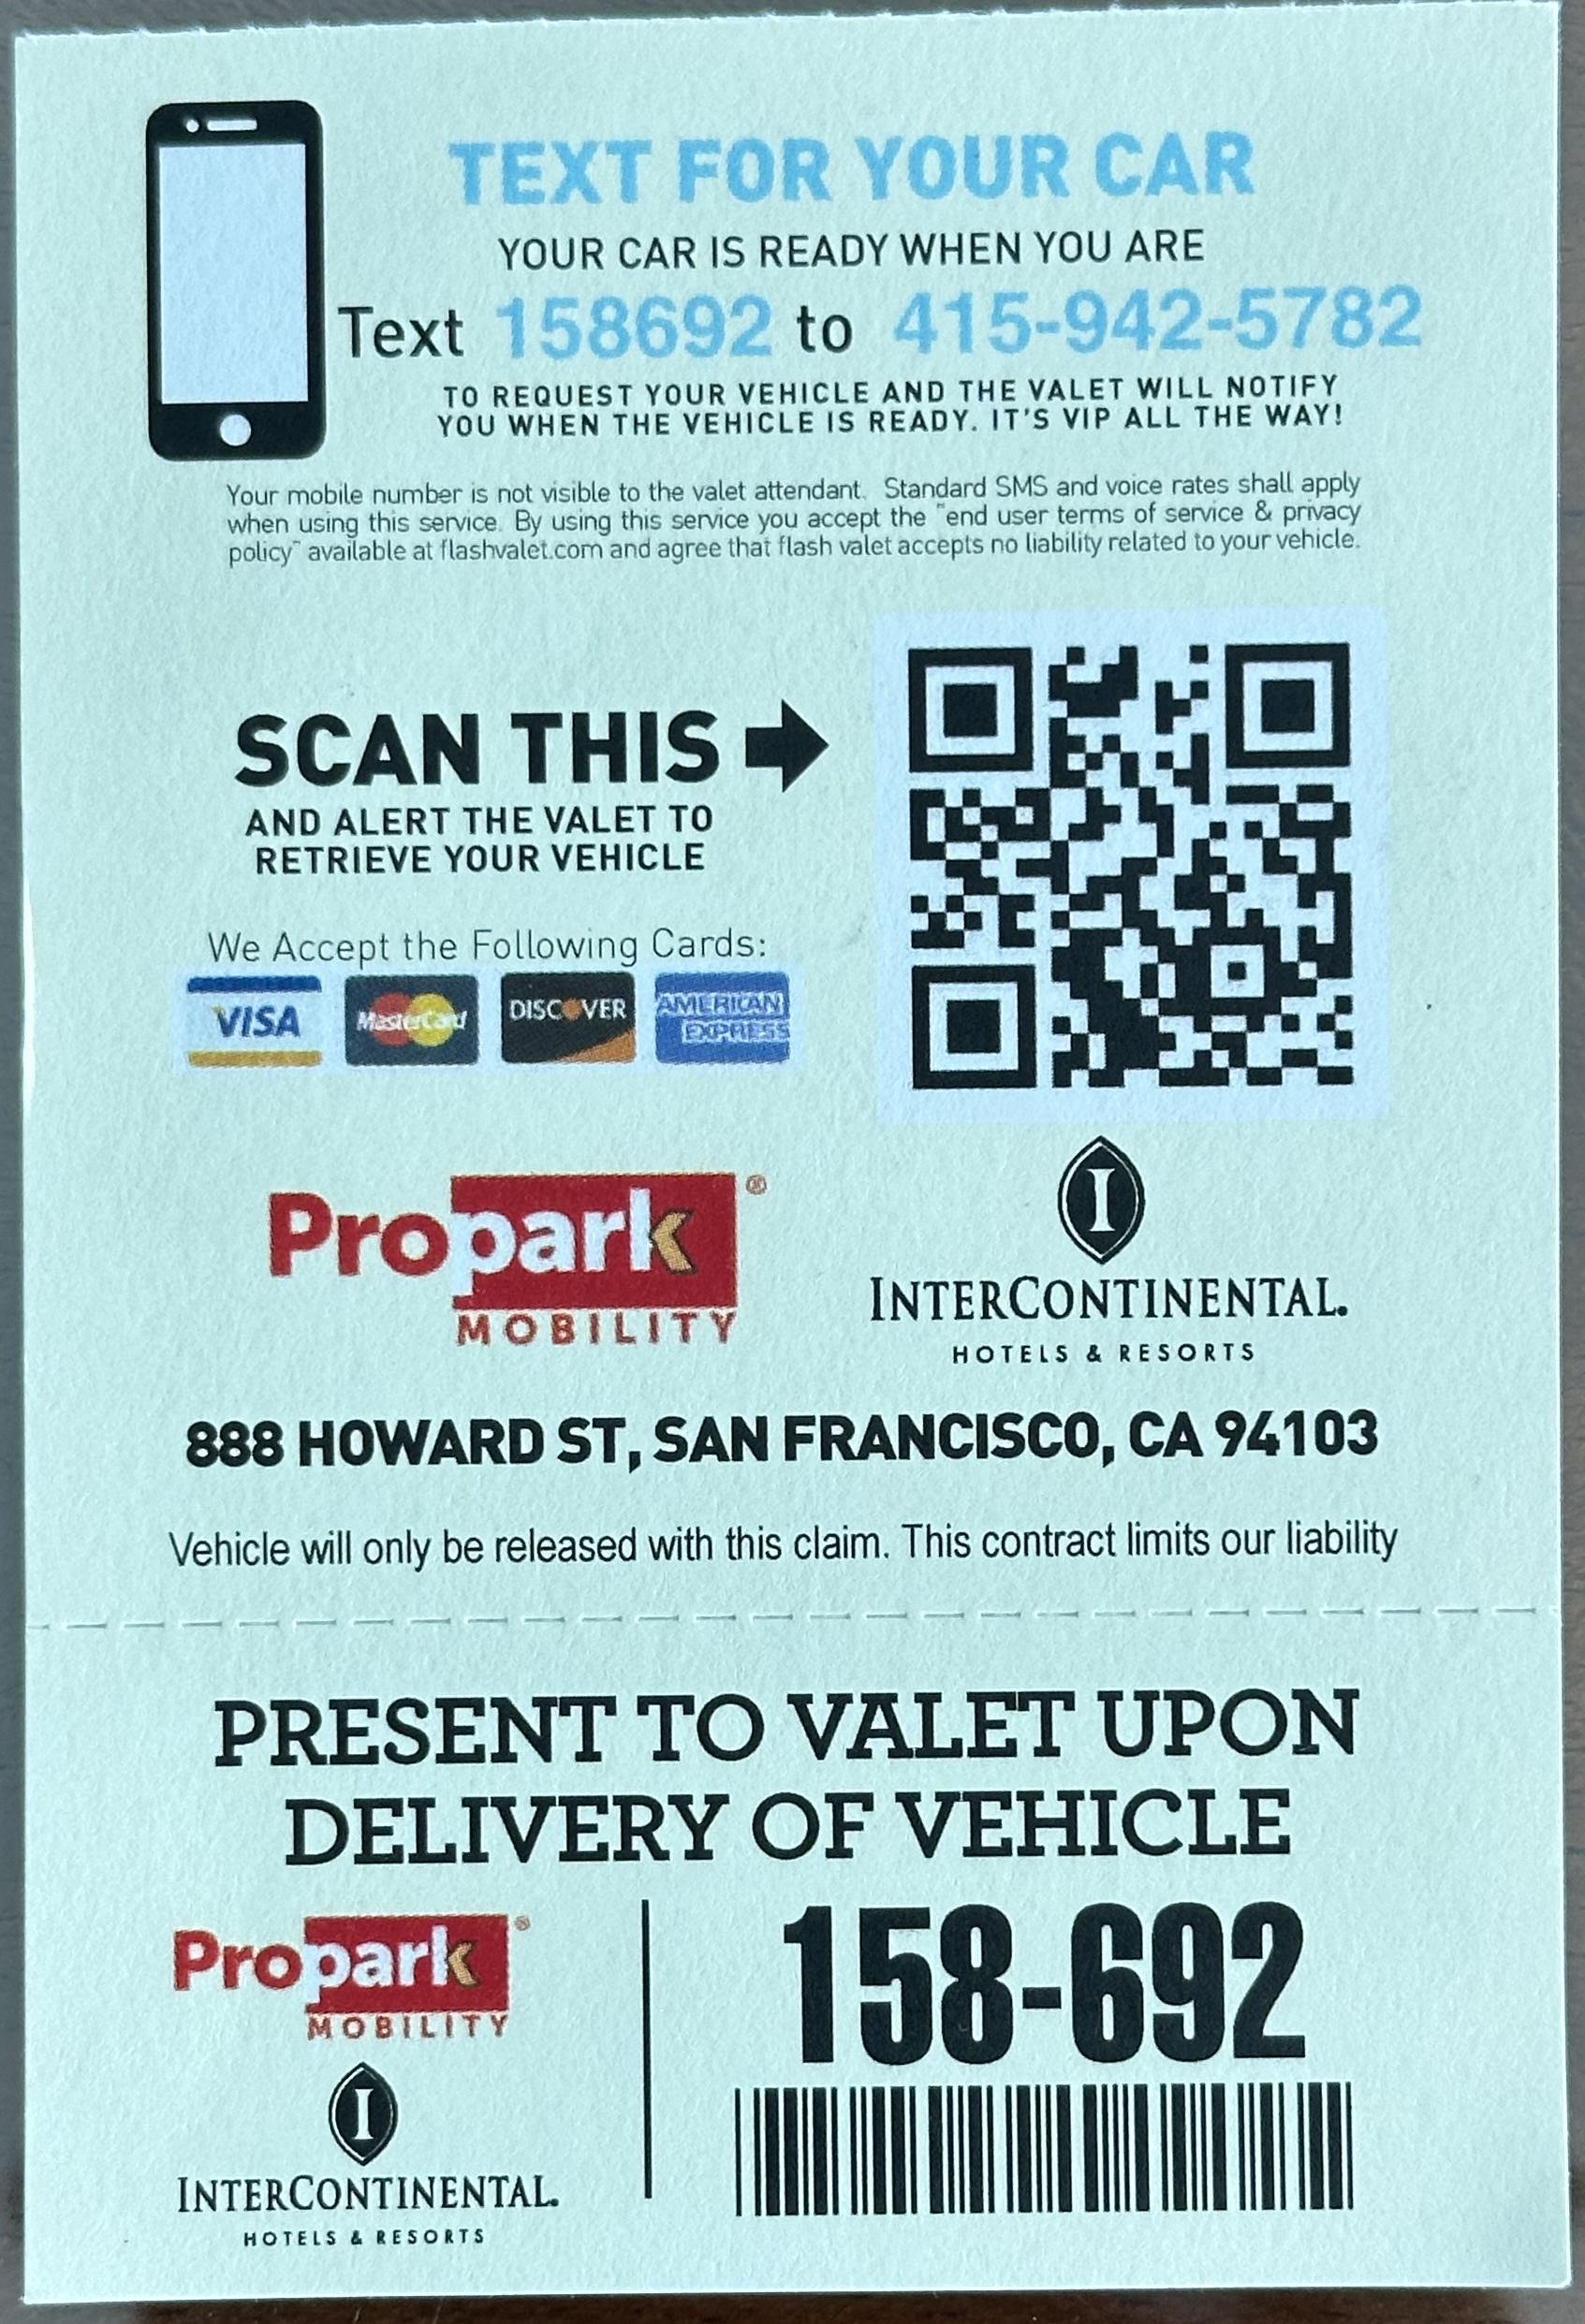 TEXT FOR YOUR CAR
YOUR CAR IS READY WHEN YOU ARE
Text 158692 to 415-942-5782
TO REQUEST YOUR VEHICLE AND THE VALET WILL NOTIFY
YOU WHEN THE VEHICLE IS READY. IT'S VIP ALL THE WAY!
Your mobile number is not visible to the valet attendant. Standard SMS and voice rates shall apply
when using this service. By using this service you accept the "end user terms of service & privacy
policy" available at flashvalet.com and agree that flash valet accepts no liability related to your vehicle.
SCAN THIS
AND ALERT THE VALET TO
RETRIEVE YOUR VEHICLE
We Accept the Following Cards:
VISA MasterCard DISCOVER AMERICAN EXPRESS
Propark®
MOBILITY
I
INTERCONTINENTAL.
HOTELS & RESORTS
888 HOWARD ST, SAN FRANCISCO, CA 94103
Vehicle will only be released with this claim. This contract limits our liability
PRESENT TO VALET UPON
DELIVERY OF VEHICLE
Propark®
MOBILITY
I
INTERCONTINENTAL.
HOTELS & RESORTS
158-692